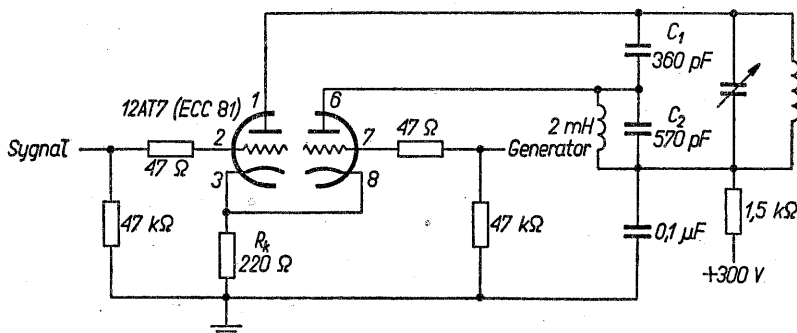 C1
360 pF
12AT7 (ECC 81)
1
6
2 mH
C2
570 pF
Sygnał
47 Ω
2
3
7
8
47 Ω
Generator
47 kΩ
Rk
220 Ω
47 kΩ
0,1 µF
1,5 kΩ
+300 V